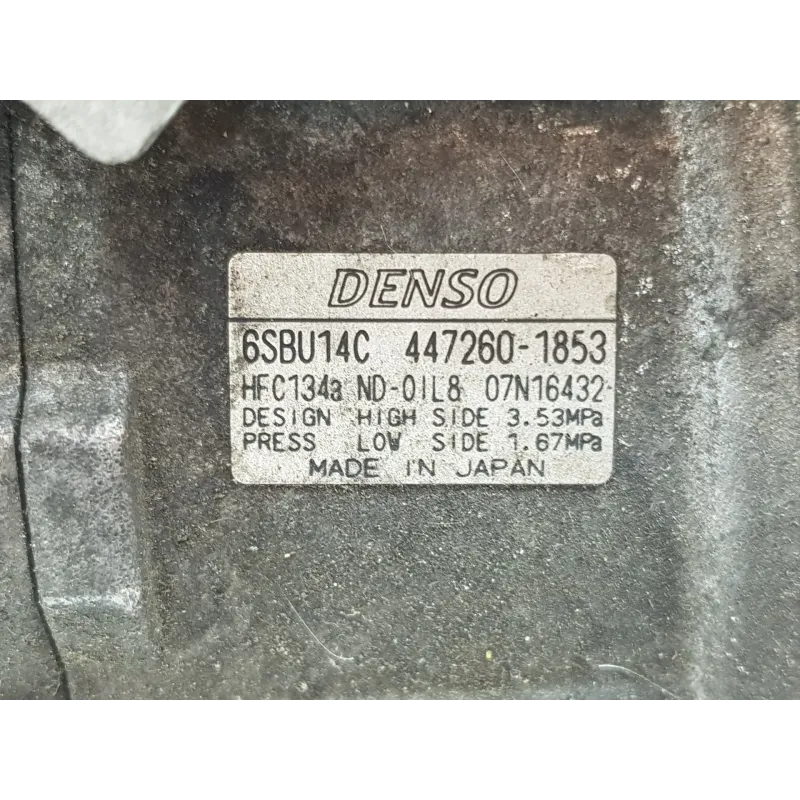 DENSO
6SBU14C 447260-1853
HFC134a ND-OIL8 07N16432
DESIGN HIGH SIDE 3.53MPa
PRESS LOW SIDE 1.67MPa
MADE IN JAPAN